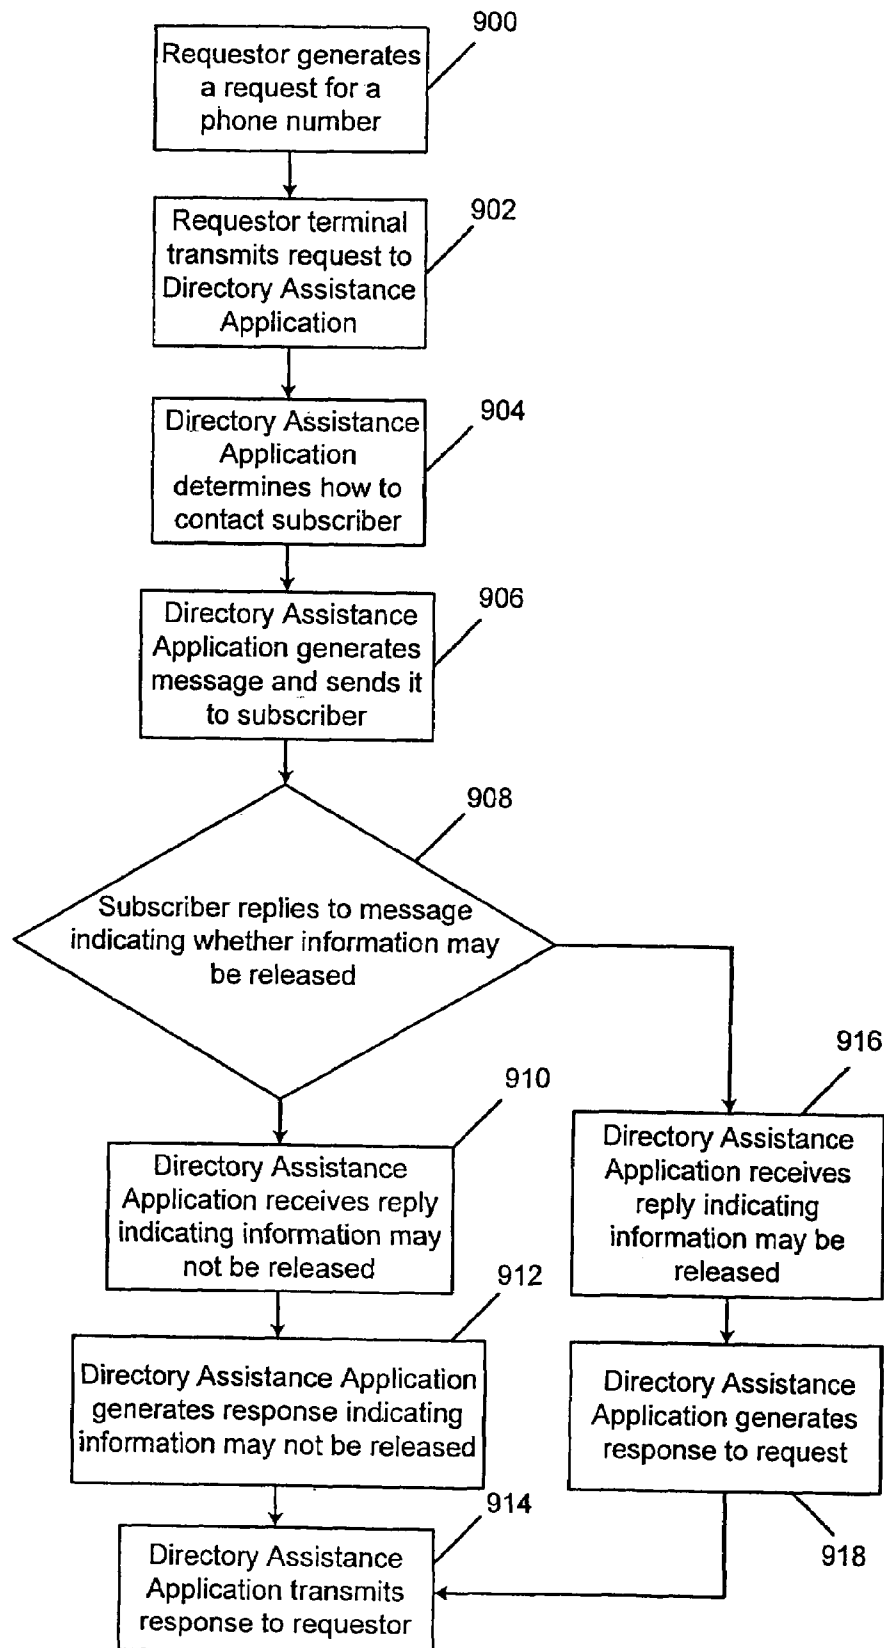 900
Requestor generates
a request for a
phone number
902
Requestor terminal
transmits request to
Directory Assistance
Application
904
Directory Assistance
Application
determines how to
contact subscriber
906
Directory Assistance
Application generates
message and sends it
to subscriber
908
Subscriber replies to message
indicating whether information may
be released
910
Directory Assistance
Application receives reply
indicating information may
not be released
912
Directory Assistance Application
generates response indicating
information may not be released
914
Directory Assistance
Application transmits
response to requestor
916
Directory Assistance
Application receives
reply indicating
information may be
released
Directory Assistance
Application generates
response to request
918